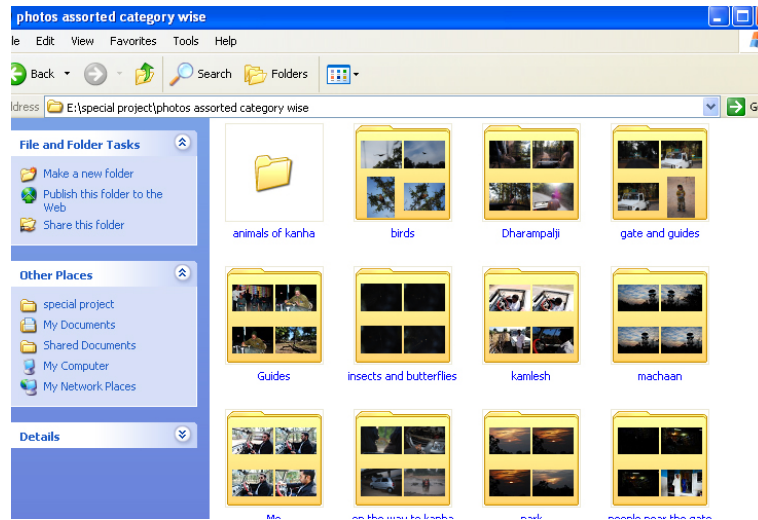 photos assorted category wise
le Edit View Favorites Tools Help
Back Search Folders
ddress E:\special project\photos assorted category wise G
File and Folder Tasks
Make a new folder
Publish this folder to the
Web
Share this folder
Other Places
special project
My Documents
Shared Documents
My Computer
My Network Places
Details
animals of kanha birds Dharampalji gate and guides
Guides insects and butterflies kamlesh machaan
Me on the way to kanha park people near the gate